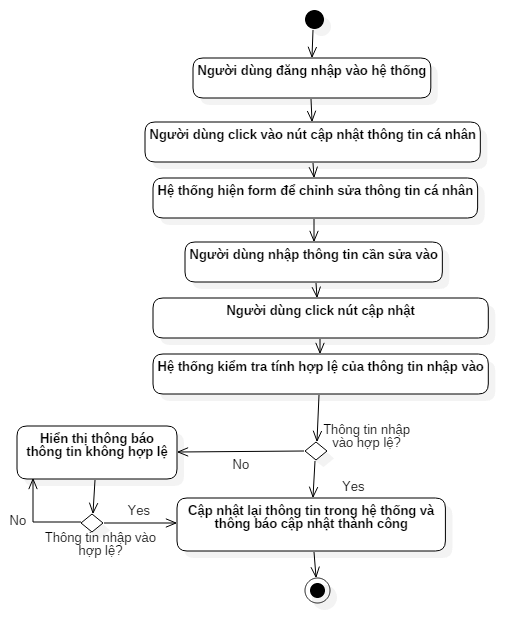 Người dùng đăng nhập vào hệ thống
Người dùng click vào nút cập nhật thông tin cá nhân
Hệ thống hiện form để chỉnh sửa thông tin cá nhân
Người dùng nhập thông tin cần sửa vào
Người dùng click nút cập nhật
Hệ thống kiểm tra tính hợp lệ của thông tin nhập vào
Thông tin nhập
vào hợp lệ?
Hiển thị thông báo
thông tin không hợp lệ
No
Yes
Cập nhật lại thông tin trong hệ thống và
thông báo cập nhật thành công
No
Yes
Thông tin nhập vào
hợp lệ?